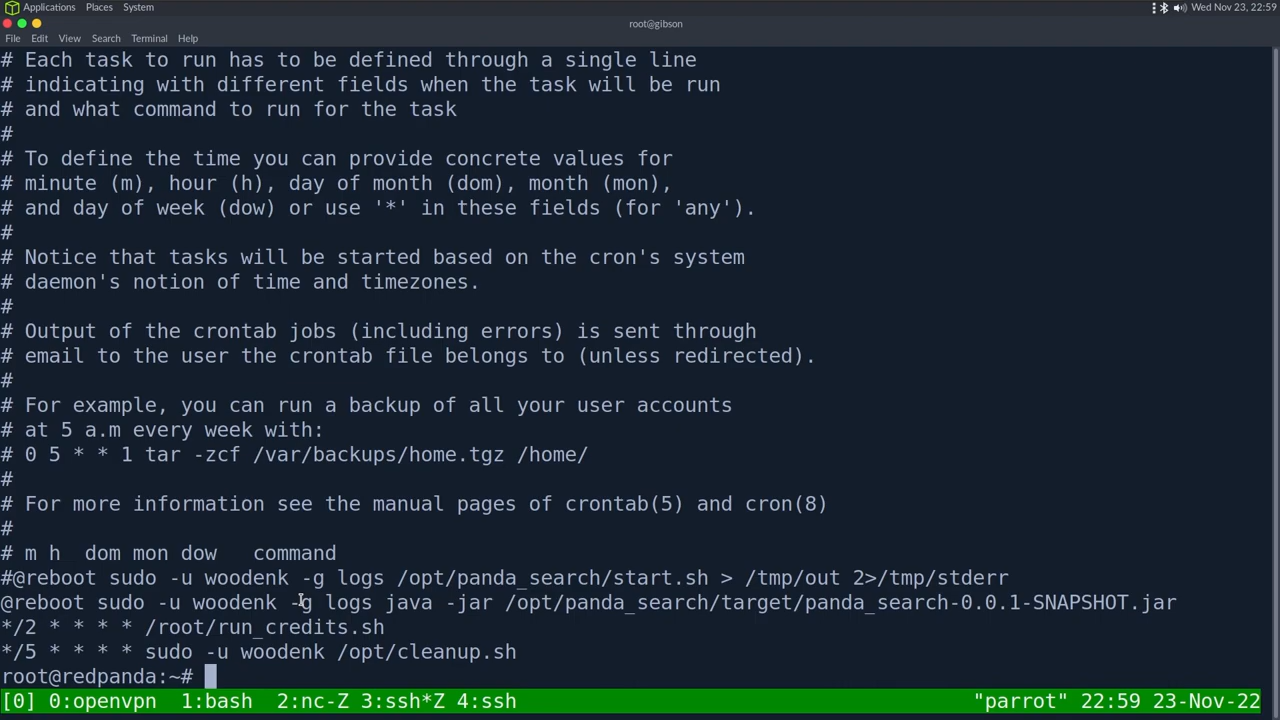 Applications Places System
Wed Nov 23, 22:59
root@gibson
File Edit View Search Terminal Help
# Each task to run has to be defined through a single line
# indicating with different fields when the task will be run
# and what command to run for the task
#
# To define the time you can provide concrete values for
# minute (m), hour (h), day of month (dom), month (mon),
# and day of week (dow) or use '*' in these fields (for 'any').
#
# Notice that tasks will be started based on the cron's system
# daemon's notion of time and timezones.
#
# Output of the crontab jobs (including errors) is sent through
# email to the user the crontab file belongs to (unless redirected).
#
# For example, you can run a backup of all your user accounts
# at 5 a.m every week with:
# 0 5 * * 1 tar -zcf /var/backups/home.tgz /home/
#
# For more information see the manual pages of crontab(5) and cron(8)
#
# m h  dom mon dow   command
#@reboot sudo -u woodenk -g logs /opt/panda_search/start.sh > /tmp/out 2>/tmp/stderr
@reboot sudo -u woodenk -g logs java -jar /opt/panda_search/target/panda_search-0.0.1-SNAPSHOT.jar
*/2 * * * * /root/run_credits.sh
*/5 * * * * sudo -u woodenk /opt/cleanup.sh
root@redpanda:~#
[0] 0:openvpn  1:bash  2:nc-Z 3:ssh*Z 4:ssh "parrot" 22:59 23-Nov-22